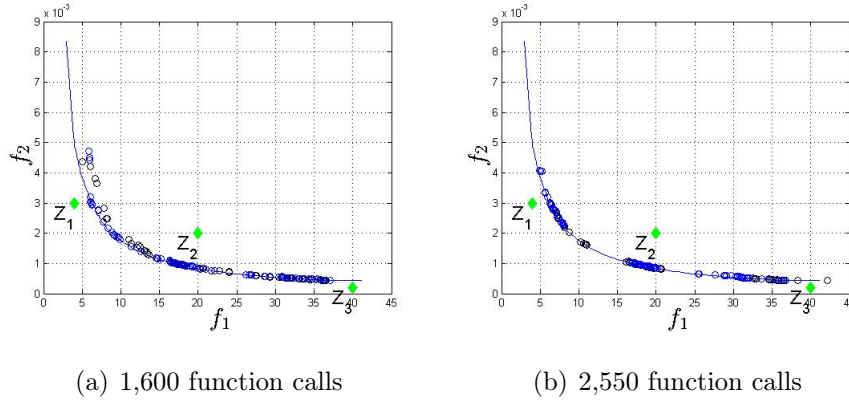 x 10⁻³
9
8
7
6
5
4
3
2
1
0
f₂
Z₁
Z₂
Z₃
0 5 10 15 20 25 30 35 40 45
f₁
(a) 1,600 function calls
x 10⁻³
9
8
7
6
5
4
3
2
1
0
f₂
Z₁
Z₂
Z₃
0 5 10 15 20 25 30 35 40
f₁
(b) 2,550 function calls